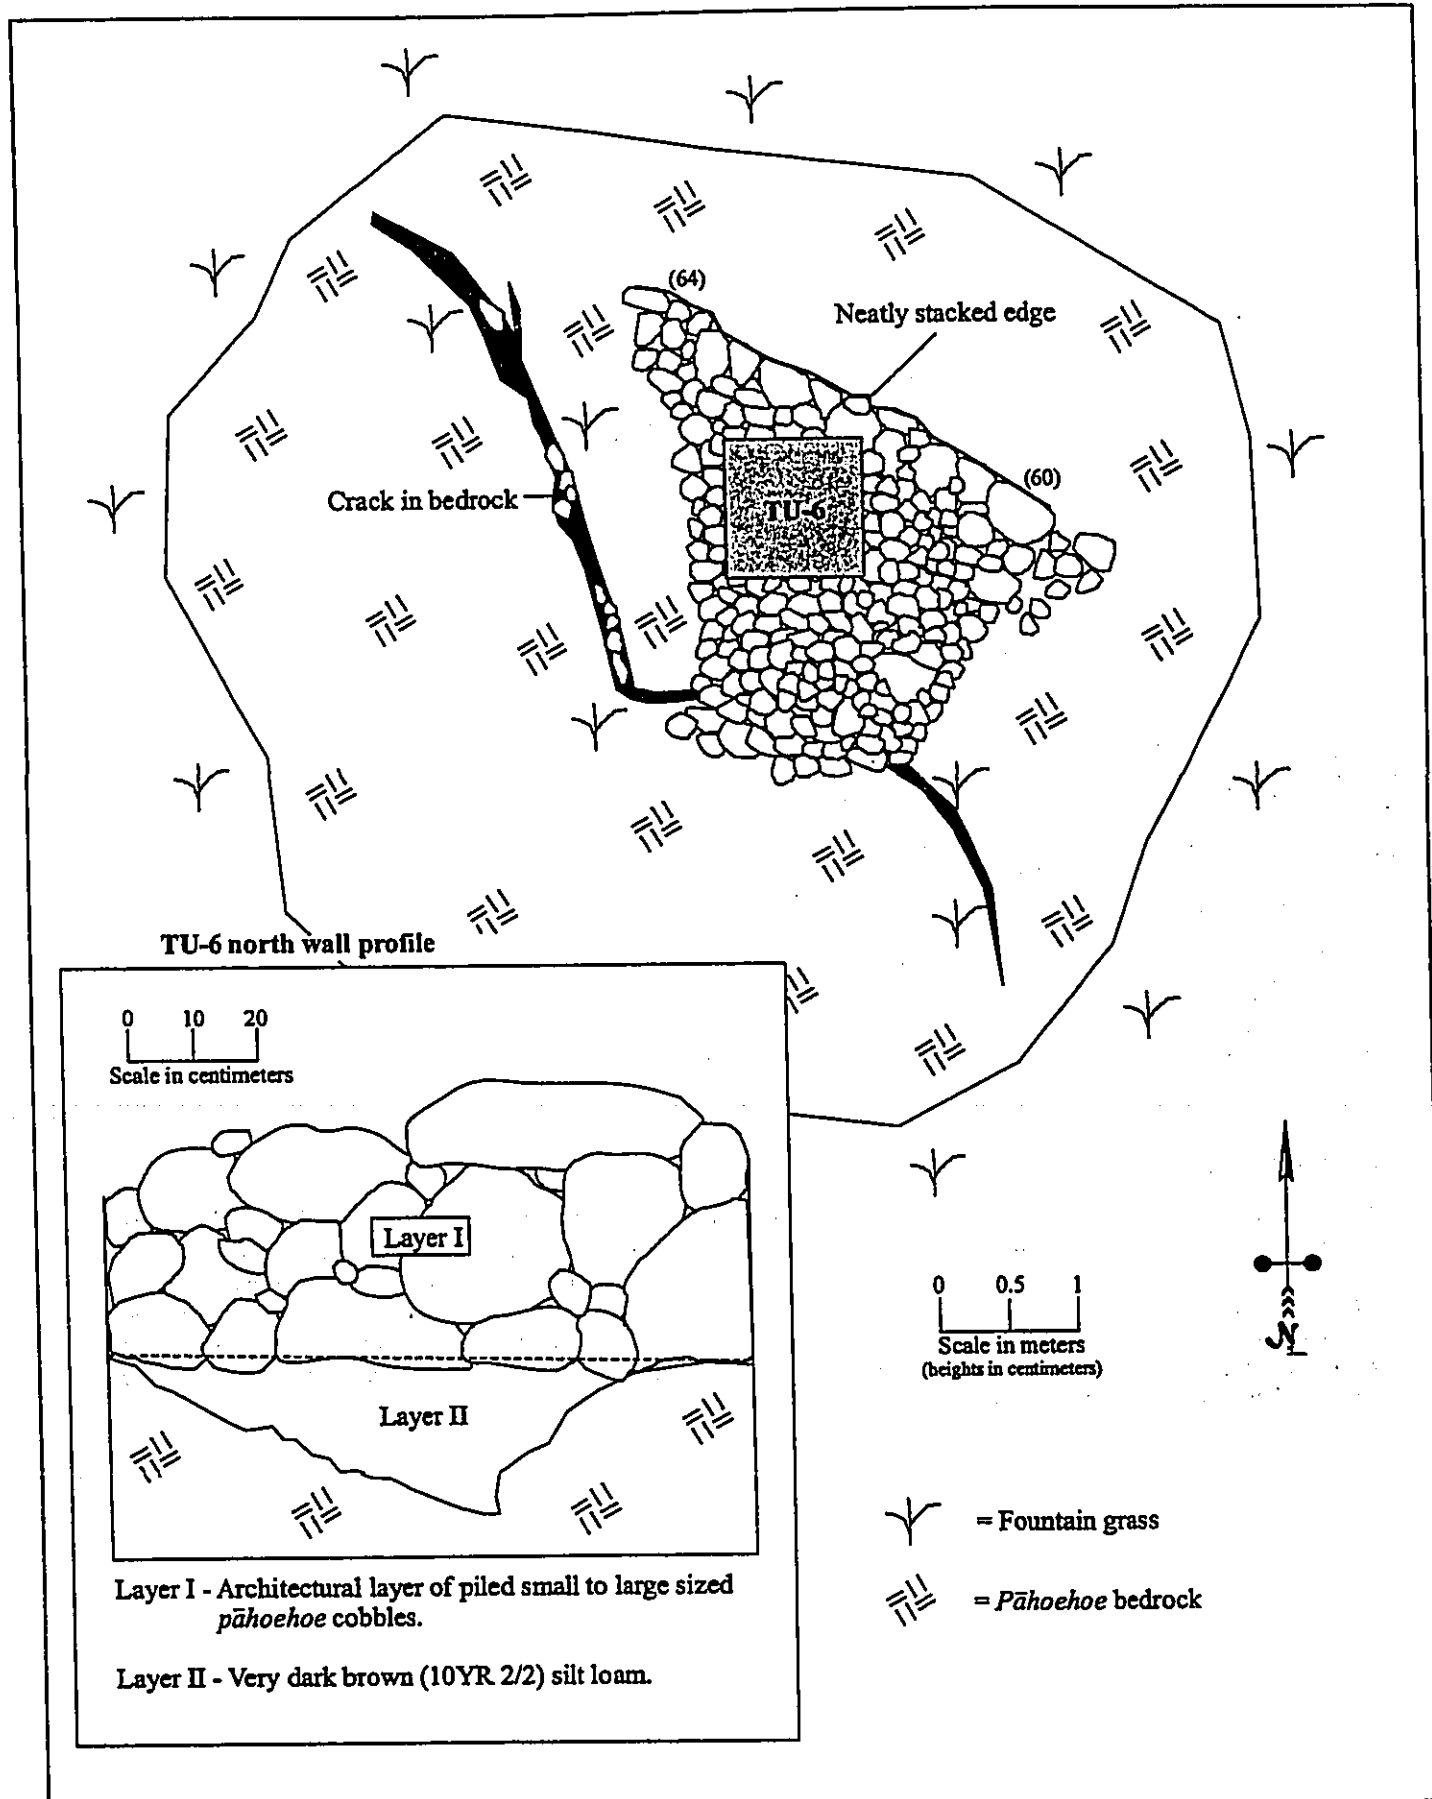 (64)
Neatly stacked edge
(60)
Crack in bedrock
TU-6
TU-6 north wall profile
0 10 20
Scale in centimeters
Layer I
Layer II
0 0.5 1
Scale in meters
(heights in centimeters)
N
= Fountain grass
= Pāhoehoe bedrock
Layer I - Architectural layer of piled small to large sized
pāhoehoe cobbles.
Layer II - Very dark brown (10YR 2/2) silt loam.